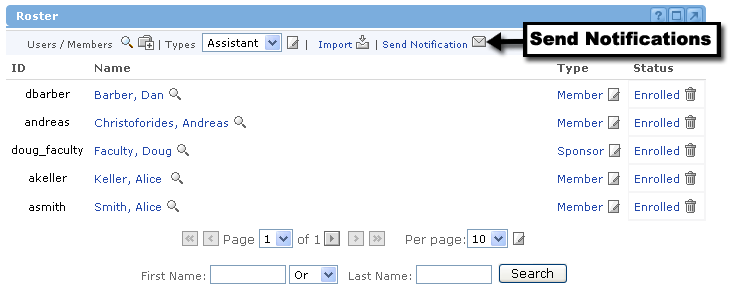 Roster
Users / Members | Types Assistant | Import | Send Notification Send Notifications
ID Name Type Status
dbarber Barber, Dan Member Enrolled
andreas Christoforides, Andreas Member Enrolled
doug_faculty Faculty, Doug Sponsor Enrolled
akeller Keller, Alice Member Enrolled
asmith Smith, Alice Member Enrolled
Page 1 of 1 Per page: 10
First Name: Or Last Name: Search